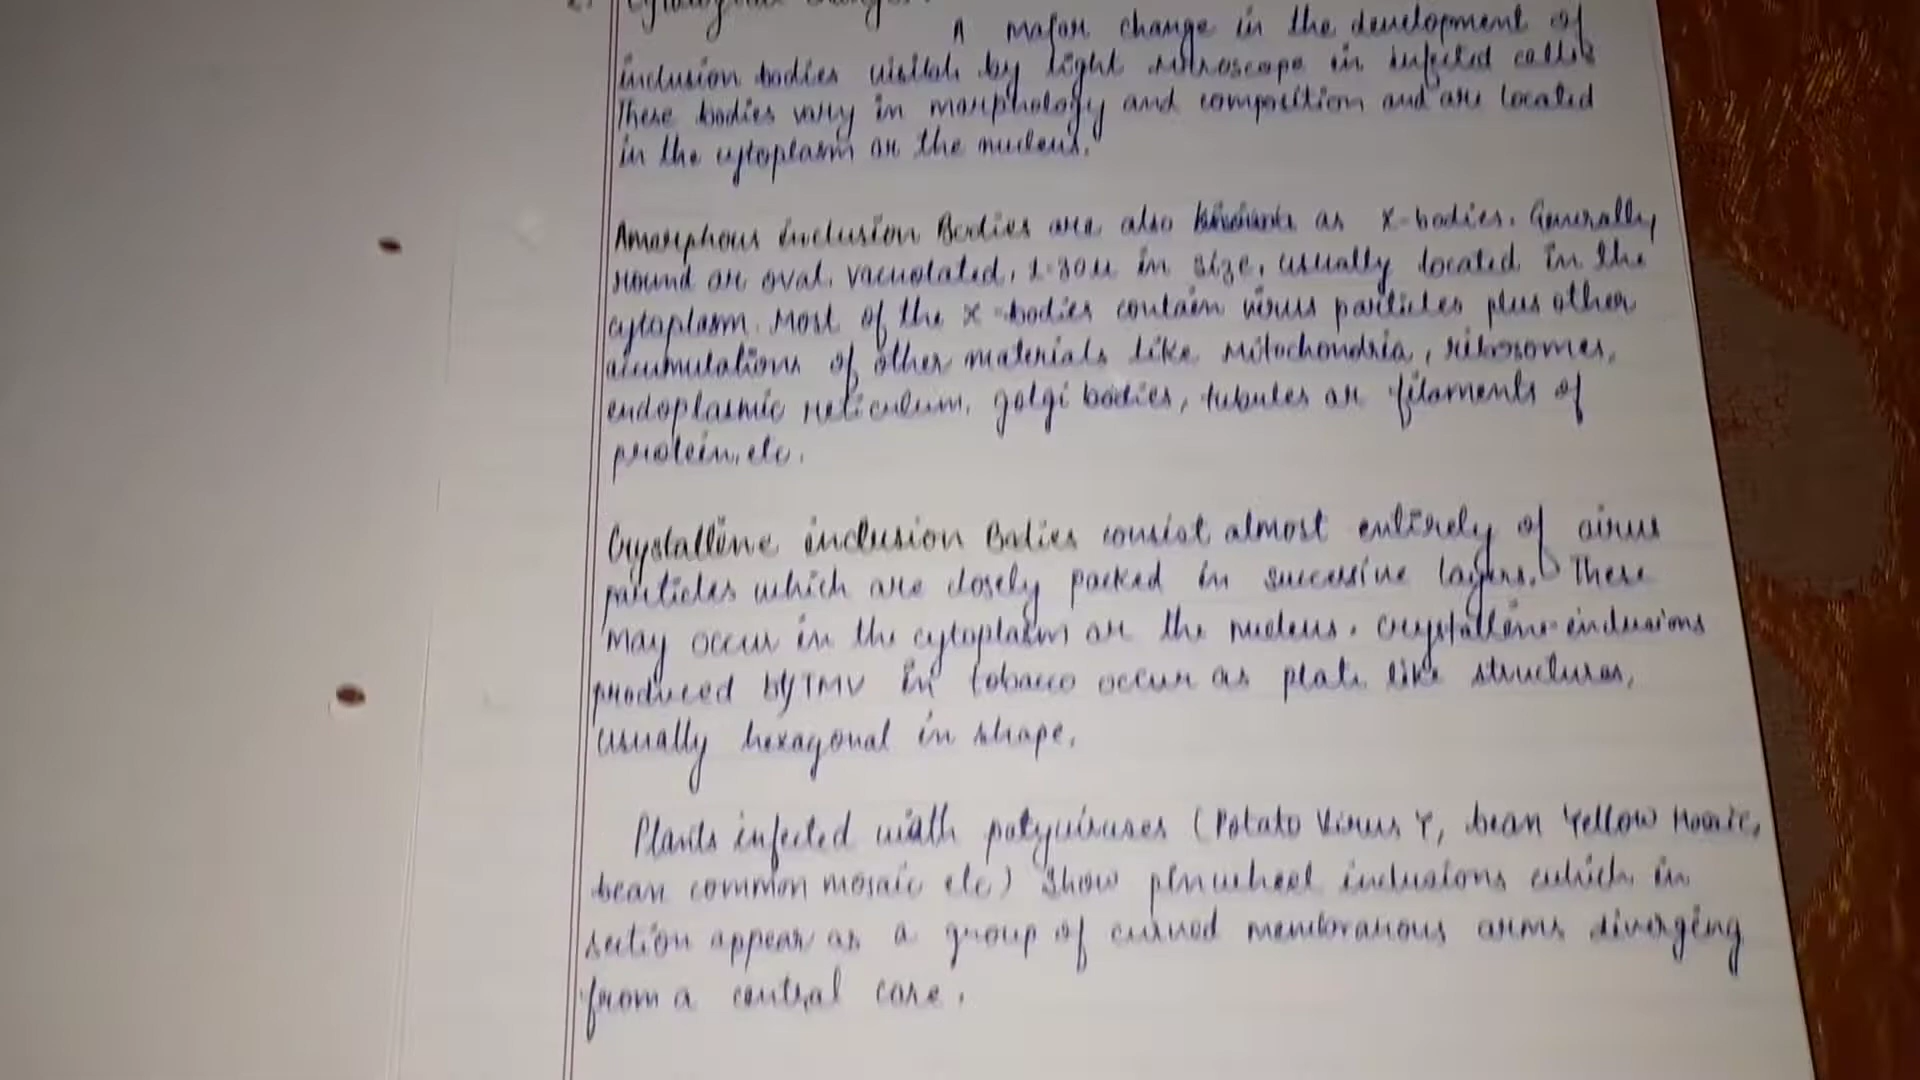 2. Cytological changes:
A major change in the development of
inclusion bodies visible by light microscope in infected cells
These bodies vary in morphology and composition and are located
in the cytoplasm or the nucleus.
Amorphous inclusion Bodies are also known as X-bodies. Generally
round or oval, vacuolated, 1-30u in size, usually located in the
cytoplasm. Most of the X-bodies contain virus particles plus other
accumulations of other materials like Mitochondria, ribosomes,
endoplasmic reticulum, golgi bodies, tubules or filaments of
protein, etc.
Crystalline inclusion Bodies consist almost entirely of virus
particles which are closely packed in successive layers. These
may occur in the cytoplasm or the nucleus. Crystalline inclusions
produced by TMV in tobacco occur as plate like structures,
usually hexagonal in shape.
Plants infected with potyviruses (Potato Virus Y, bean Yellow Mosaic,
bean common mosaic etc) show pinwheel inclusions which in
section appear as a group of curved membranous arms diverging
from a central core.